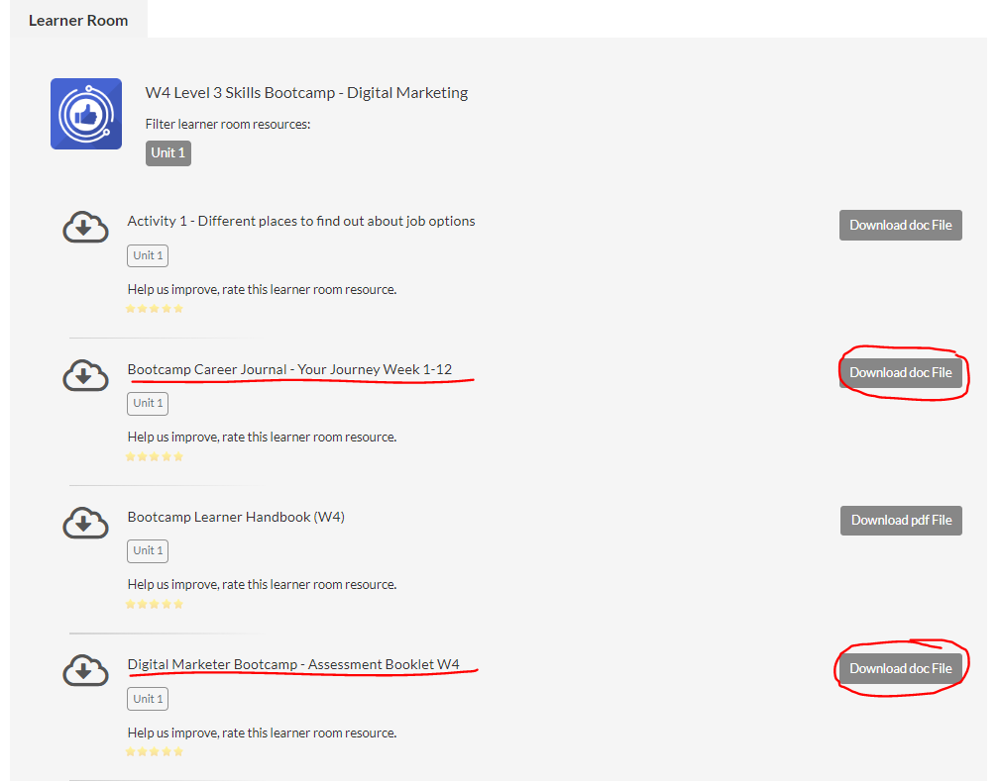 Learner Room
W4 Level 3 Skills Bootcamp - Digital Marketing
Filter learner room resources:
Unit 1
Activity 1 - Different places to find out about job options
Download doc File
Unit 1
Help us improve, rate this learner room resource.
Bootcamp Career Journal - Your Journey Week 1-12
Download doc File
Unit 1
Help us improve, rate this learner room resource.
Bootcamp Learner Handbook (W4)
Download pdf File
Unit 1
Help us improve, rate this learner room resource.
Digital Marketer Bootcamp - Assessment Booklet W4
Download doc File
Unit 1
Help us improve, rate this learner room resource.